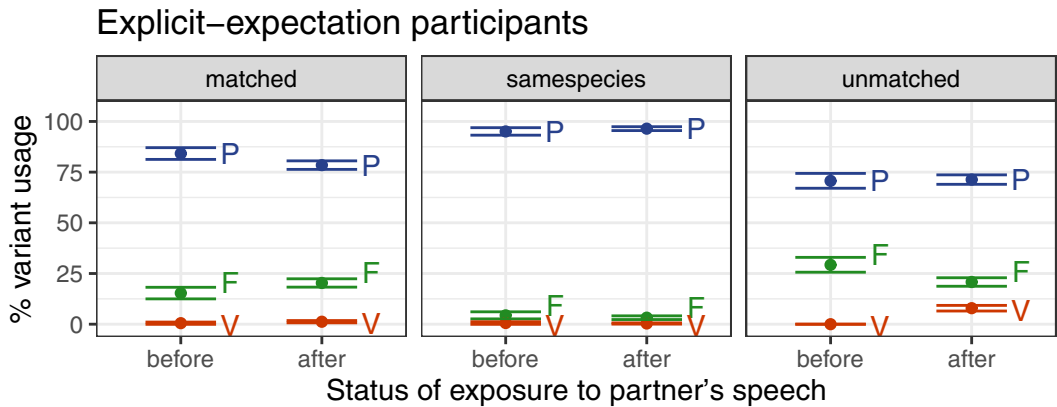 Explicit−expectation participants
matched samespecies unmatched
% variant usage
100
75
50
25
0
P P P P P P
F F F F F F
V V V V V V
before after before after before after
Status of exposure to partner's speech